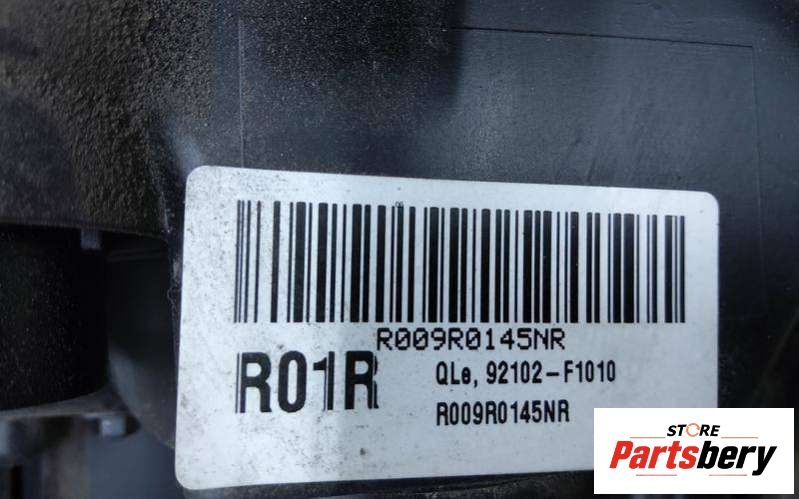 R009R0145NR
R01R
QLe, 92102-F1010
R009R0145NR
STORE
Partsbery